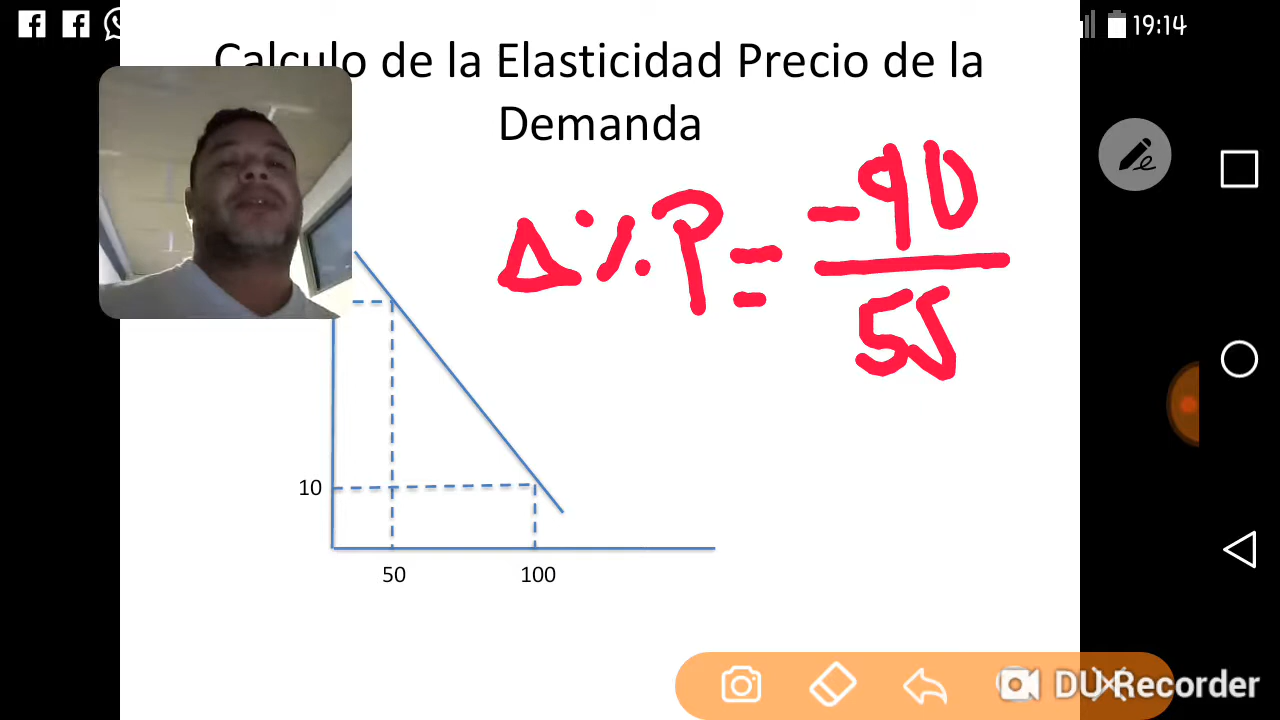 19:14
Calculo de la Elasticidad Precio de la
Demanda
Δ%P = -90
55
10
50 100
DU Recorder